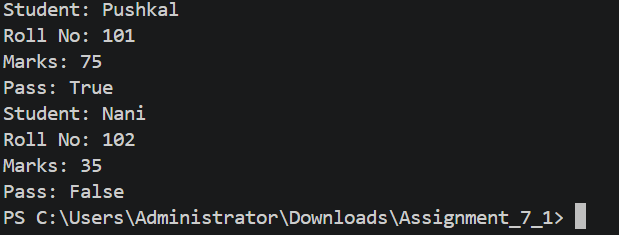 Student: Pushkal
Roll No: 101
Marks: 75
Pass: True
Student: Nani
Roll No: 102
Marks: 35
Pass: False
PS C:\Users\Administrator\Downloads\Assignment_7_1>